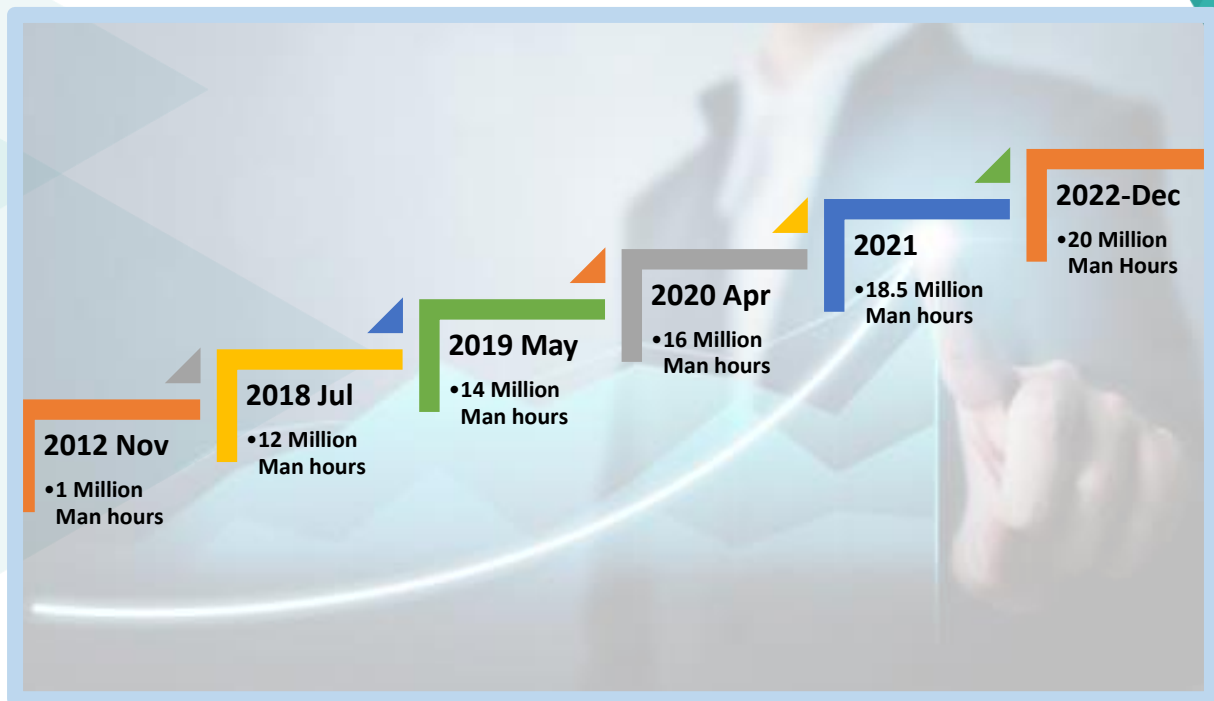 2012 Nov
•1 Million
Man hours
2018 Jul
•12 Million
Man hours
2019 May
•14 Million
Man hours
2020 Apr
•16 Million
Man hours
2021
•18.5 Million
Man hours
2022-Dec
•20 Million
Man Hours